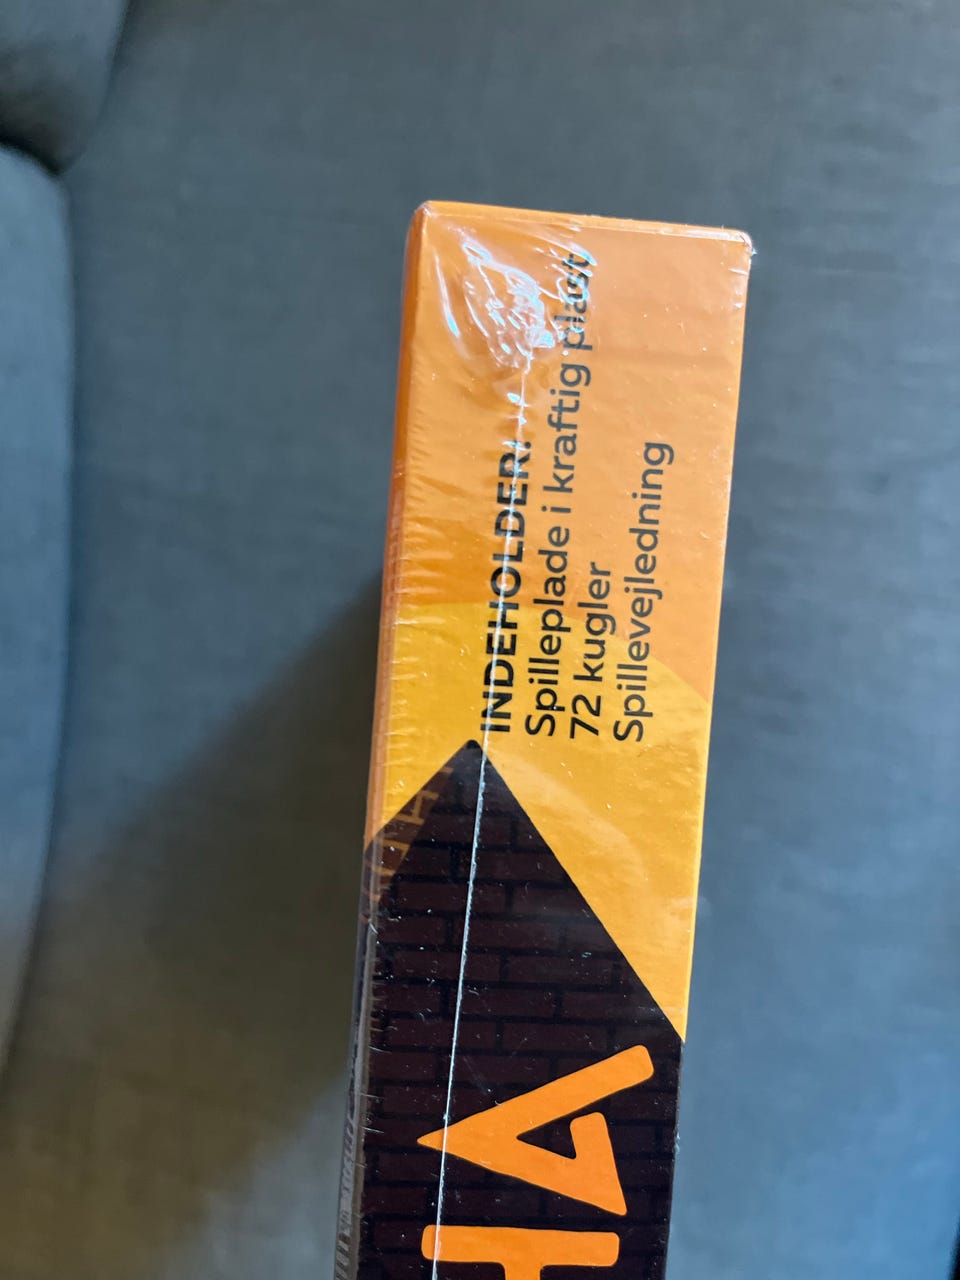 INDEHOLDER:
Spilleplade i kraftig plast
72 kugler
Spillevejledning